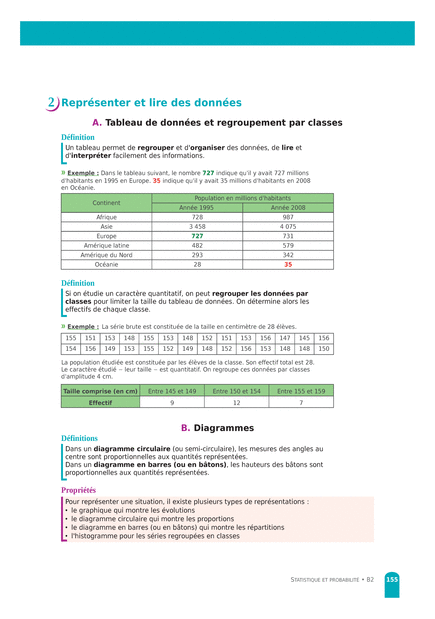 2 Représenter et lire des données
A. Tableau de données et regroupement par classes
Définition
Un tableau permet de regrouper et d'organiser des données, de lire et
d'interpréter facilement des informations.
» Exemple : Dans le tableau suivant, le nombre 727 indique qu'il y avait 727 millions
d'habitants en 1995 en Europe. 35 indique qu'il y avait 35 millions d'habitants en 2008
en Océanie.
Continent Population en millions d'habitants
Année 1995 Année 2008
Afrique 728 987
Asie 3 458 4 075
Europe 727 731
Amérique latine 482 579
Amérique du Nord 293 342
Océanie 28 35
Définition
Si on étudie un caractère quantitatif, on peut regrouper les données par
classes pour limiter la taille du tableau de données. On détermine alors les
effectifs de chaque classe.
» Exemple : La série brute est constituée de la taille en centimètre de 28 élèves.
155 151 153 148 155 153 148 152 151 153 156 147 145 156
154 156 149 153 155 152 149 148 152 156 153 148 148 150
La population étudiée est constituée par les élèves de la classe. Son effectif total est 28.
Le caractère étudié − leur taille − est quantitatif. On regroupe ces données par classes
d'amplitude 4 cm.
Taille comprise (en cm) Entre 145 et 149 Entre 150 et 154 Entre 155 et 159
Effectif 9 12 7
B. Diagrammes
Définitions
Dans un diagramme circulaire (ou semi-circulaire), les mesures des angles au
centre sont proportionnelles aux quantités représentées.
Dans un diagramme en barres (ou en bâtons), les hauteurs des bâtons sont
proportionnelles aux quantités représentées.
Propriétés
Pour représenter une situation, il existe plusieurs types de représentations :
• le graphique qui montre les évolutions
• le diagramme circulaire qui montre les proportions
• le diagramme en barres (ou en bâtons) qui montre les répartitions
• l'histogramme pour les séries regroupées en classes
STATISTIQUE ET PROBABILITÉ • B2 155